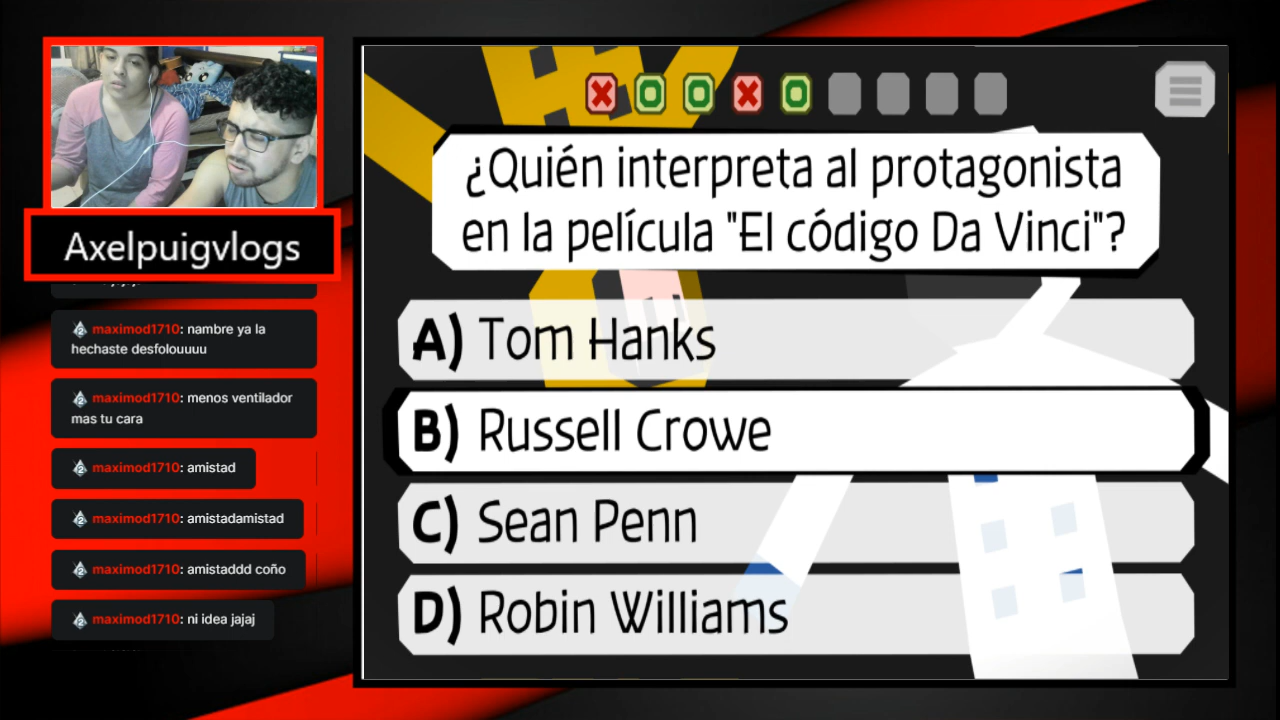 Axelpuigvlogs
maximod1710: nambre ya la
hechaste desfolouuuu
maximod1710: menos ventilador
mas tu cara
maximod1710: amistad
maximod1710: amistadamistad
maximod1710: amistaddd coño
maximod1710: ni idea jajaj
¿Quién interpreta al protagonista
en la película "El código Da Vinci"?
A) Tom Hanks
B) Russell Crowe
C) Sean Penn
D) Robin Williams